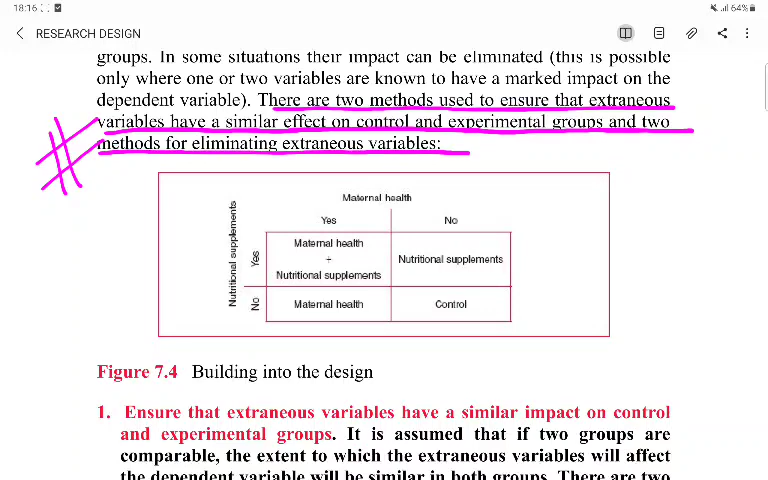 18:16
64%
RESEARCH DESIGN
groups. In some situations their impact can be eliminated (this is possible
only where one or two variables are known to have a marked impact on the
dependent variable). There are two methods used to ensure that extraneous
variables have a similar effect on control and experimental groups and two
methods for eliminating extraneous variables:
Maternal health
Yes
No
Nutritional supplements
Yes
Maternal health
+
Nutritional supplements
Nutritional supplements
No
Maternal health
Control
Figure 7.4 Building into the design
1. Ensure that extraneous variables have a similar impact on control
and experimental groups. It is assumed that if two groups are
comparable, the extent to which the extraneous variables will affect
the dependent variable will be similar in both groups. There are two